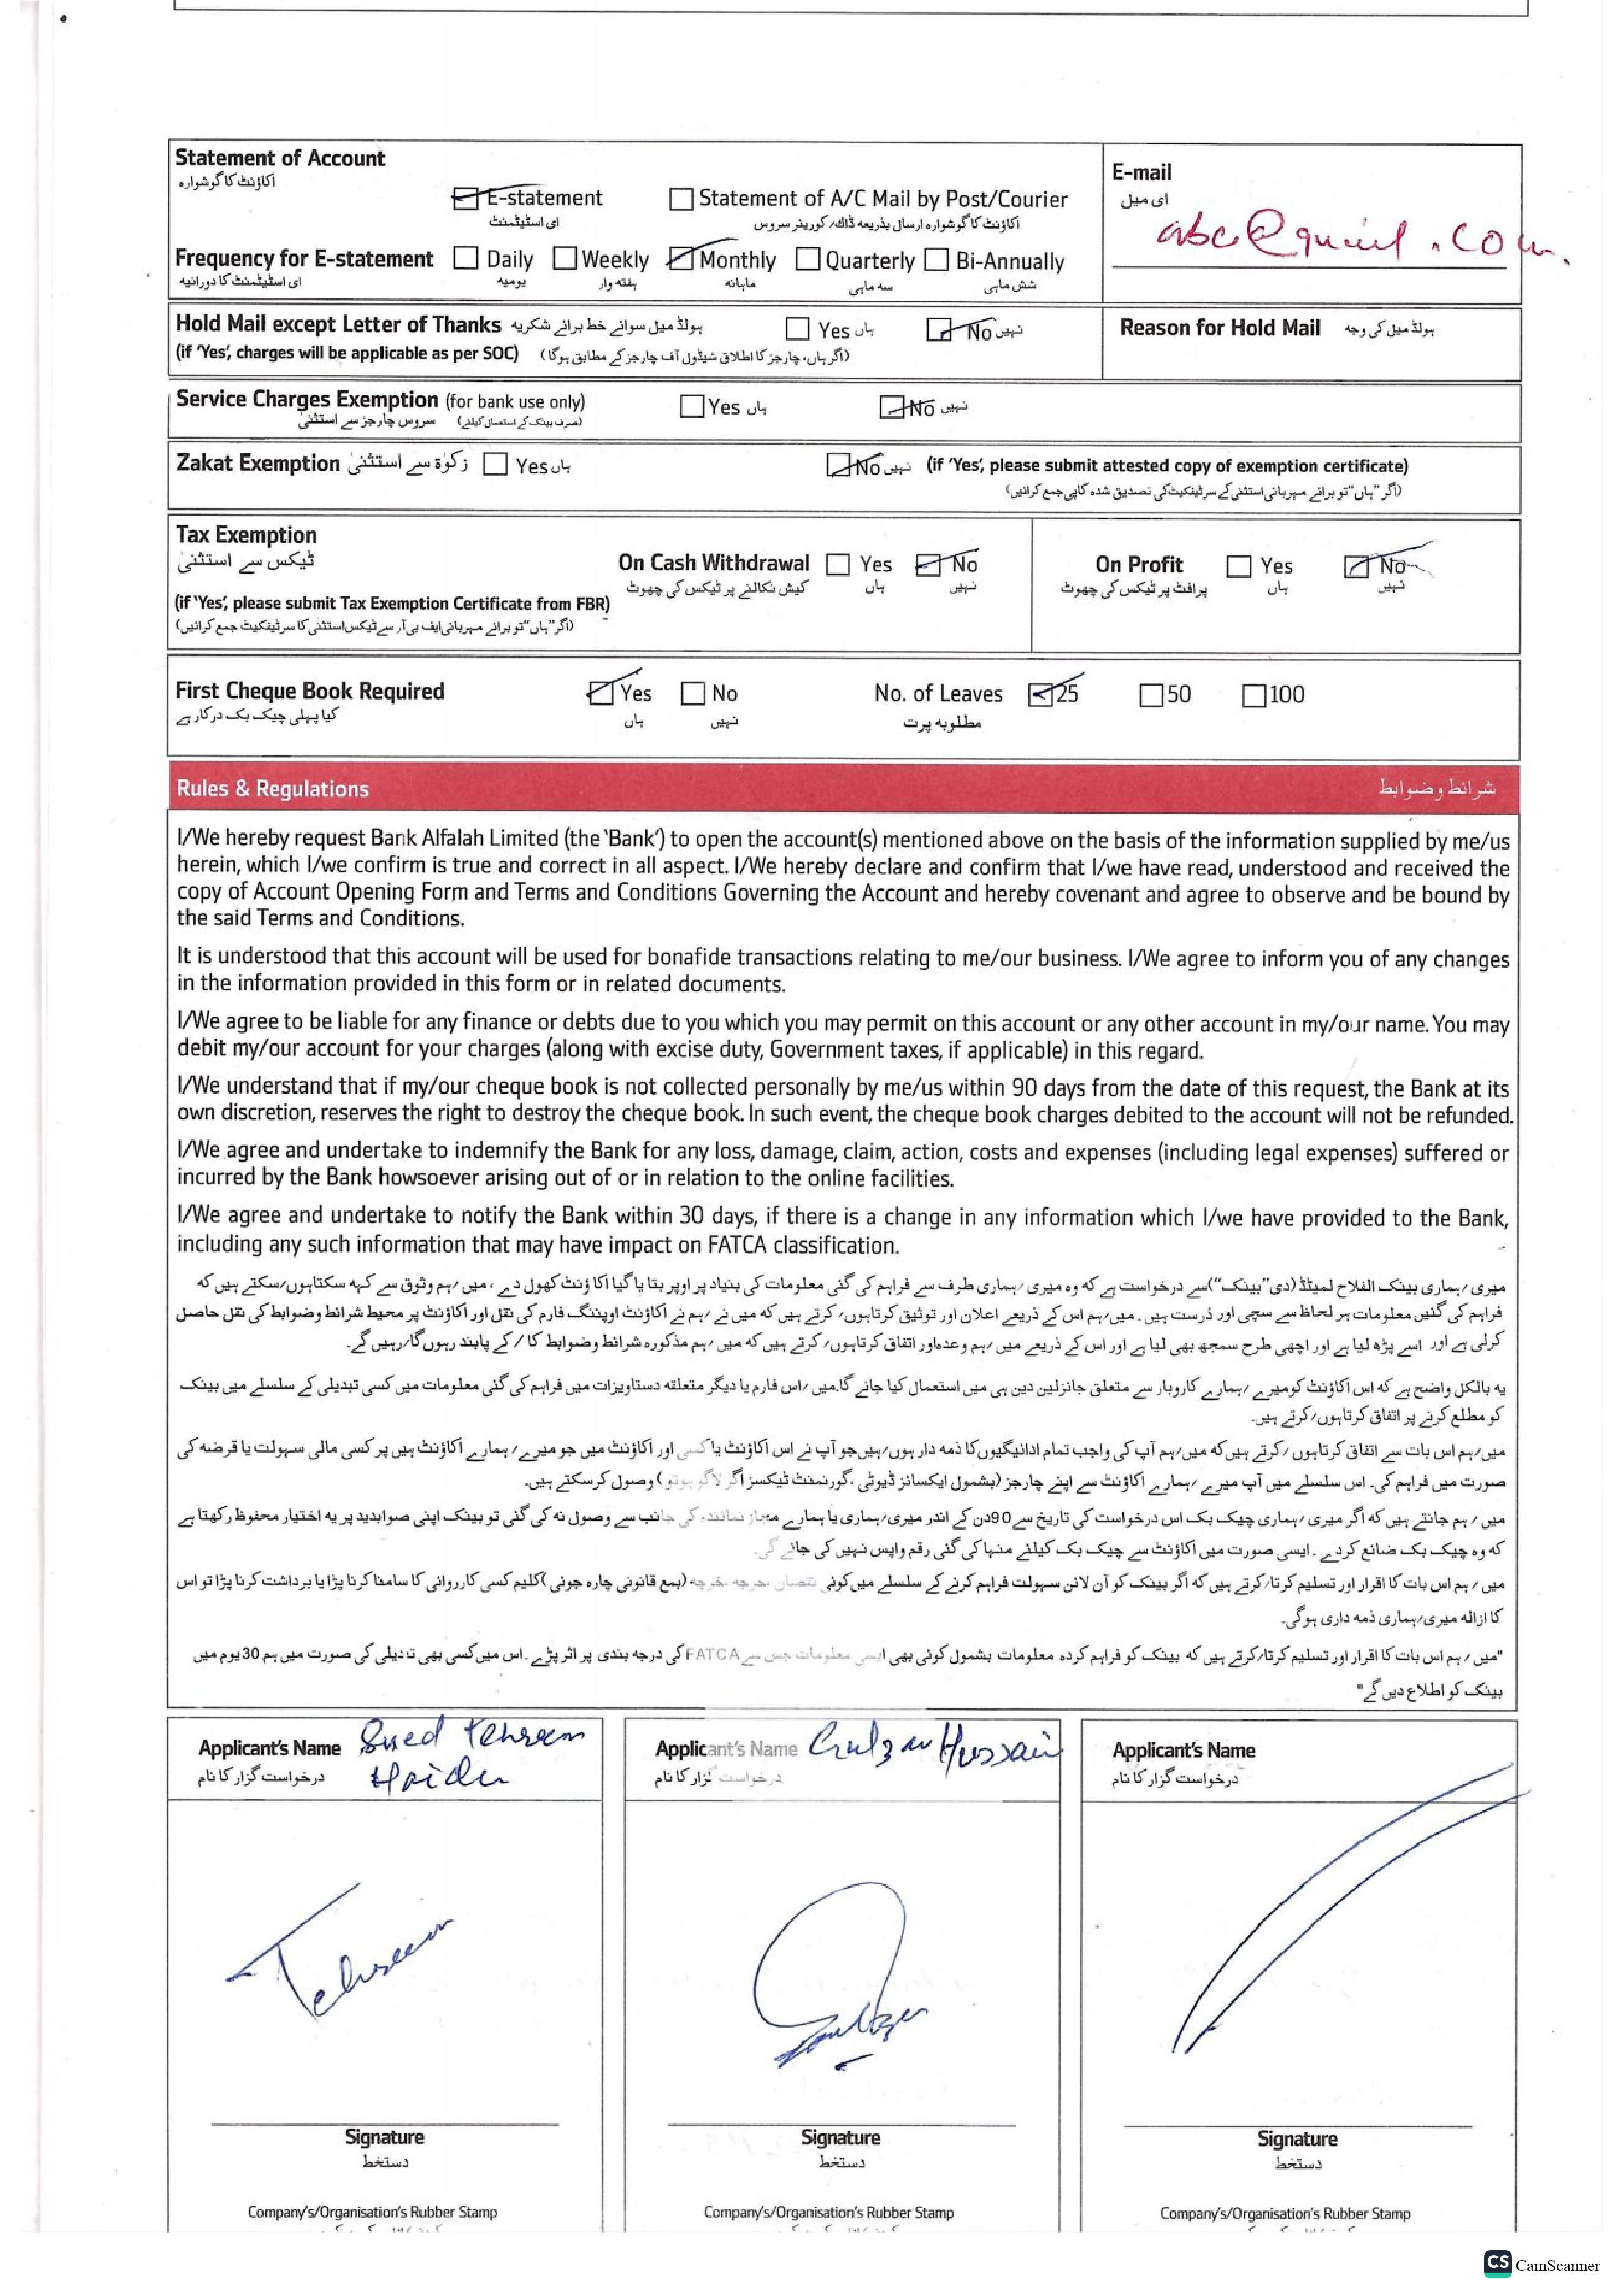 Statement of Account
اکاؤنٹ کا گوشوارہ
E-statement
ای اسٹیٹمنٹ
Statement of A/C Mail by Post/Courier
اکاؤنٹ کا گوشوارہ ارسال بذریعہ ڈاک/ کوریئر سروس
E-mail
ای میل
.com
Frequency for E-statement Daily Weekly Monthly Quarterly Bi-Annually
ای اسٹیٹمنٹ کا دورانیہ یومیہ ہفتہ وار ماہانہ سہ ماہی شش ماہی
Hold Mail except Letter of Thanks ہولڈ میل سوائے خط برائے شکریہ Yes ہاں No نہیں
(if 'Yes', charges will be applicable as per SOC) (اگر ہاں، چارجز کا اطلاق شیڈول آف چارجز کے مطابق ہوگا)
Reason for Hold Mail ہولڈ میل کی وجہ
Service Charges Exemption (for bank use only) Yes ہاں No نہیں
سروس چارجز سے استثنیٰ (صرف بینک کے استعمال کیلئے)
Zakat Exemption زکوٰۃ سے استثنیٰ Yes ہاں No نہیں (if 'Yes', please submit attested copy of exemption certificate)
(اگر "ہاں" تو برائے مہربانی استثنیٰ کے سرٹیفکیٹ کی تصدیق شدہ کاپی جمع کرائیں)
Tax Exemption
ٹیکس سے استثنیٰ
(if 'Yes', please submit Tax Exemption Certificate from FBR)
(اگر "ہاں" تو برائے مہربانی ایف بی آر سے ٹیکس استثنیٰ کا سرٹیفکیٹ جمع کرائیں)
On Cash Withdrawal Yes No
کیش نکالنے پر ٹیکس کی چھوٹ ہاں نہیں
On Profit Yes No
پرافٹ پر ٹیکس کی چھوٹ ہاں نہیں
First Cheque Book Required Yes No No. of Leaves 25 50 100
کیا پہلی چیک بک درکار ہے ہاں نہیں مطلوبہ پرت
Rules & Regulations شرائط و ضوابط
I/We hereby request Bank Alfalah Limited (the 'Bank') to open the account(s) mentioned above on the basis of the information supplied by me/us
herein, which I/we confirm is true and correct in all aspect. I/We hereby declare and confirm that I/we have read, understood and received the
copy of Account Opening Form and Terms and Conditions Governing the Account and hereby covenant and agree to observe and be bound by
the said Terms and Conditions.
It is understood that this account will be used for bonafide transactions relating to me/our business. I/We agree to inform you of any changes
in the information provided in this form or in related documents.
I/We agree to be liable for any finance or debts due to you which you may permit on this account or any other account in my/our name. You may
debit my/our account for your charges (along with excise duty, Government taxes, if applicable) in this regard.
I/We understand that if my/our cheque book is not collected personally by me/us within 90 days from the date of this request, the Bank at its
own discretion, reserves the right to destroy the cheque book. In such event, the cheque book charges debited to the account will not be refunded.
I/We agree and undertake to indemnify the Bank for any loss, damage, claim, action, costs and expenses (including legal expenses) suffered or
incurred by the Bank howsoever arising out of or in relation to the online facilities.
I/We agree and undertake to notify the Bank within 30 days, if there is a change in any information which I/we have provided to the Bank,
including any such information that may have impact on FATCA classification.
میری/ہماری بینک الفلاح لمیٹڈ (دی "بینک") سے درخواست ہے کہ وہ میری/ہماری طرف سے فراہم کی گئی معلومات کی بنیاد پر اوپر بتایا گیا اکاؤنٹ کھول دے، میں/ہم وثوق سے کہہ سکتا ہوں/سکتے ہیں کہ
فراہم کی گئیں معلومات ہر لحاظ سے سچی اور درست ہیں۔ میں/ہم اس کے ذریعے اعلان اور توثیق کرتا ہوں/کرتے ہیں کہ میں نے/ہم نے اکاؤنٹ اوپننگ فارم کی نقل اور اکاؤنٹ پر محیط شرائط و ضوابط کی نقل حاصل
کرلی ہے اور اسے پڑھ لیا ہے اور اچھی طرح سمجھ بھی لیا ہے اور اس کے ذریعے میں/ہم وعدہ اور اتفاق کرتا ہوں/کرتے ہیں کہ میں/ہم مذکورہ شرائط و ضوابط کا/کے پابند رہوں گا/رہیں گے۔
یہ بالکل واضح ہے کہ اس اکاؤنٹ کو میرے/ہمارے کاروبار سے متعلق جائز لین دین ہی میں استعمال کیا جائے گا۔ میں/اس فارم یا دیگر متعلقہ دستاویزات میں فراہم کی گئی معلومات میں کسی تبدیلی کے سلسلے میں بینک
کو مطلع کرنے پر اتفاق کرتا ہوں/کرتے ہیں۔
میں/ہم اس بات سے اتفاق کرتا ہوں/کرتے ہیں کہ میں/ہم آپ کی واجب تمام ادائیگیوں کا ذمہ دار ہوں/ہیں جو آپ نے اس اکاؤنٹ یا کسی اور اکاؤنٹ میں جو میرے/ہمارے اکاؤنٹ ہیں پر کسی مالی سہولت یا قرضہ کی
صورت میں فراہم کی۔ اس سلسلے میں آپ میرے/ہمارے اکاؤنٹ سے اپنے چارجز (بشمول ایکسائز ڈیوٹی، گورنمنٹ ٹیکسز اگر لاگو ہو تو) وصول کرسکتے ہیں۔
میں/ہم جانتے ہیں کہ اگر میری/ہماری چیک بک اس درخواست کی تاریخ سے 90 دن کے اندر میری/ہماری یا ہمارے مجاز نمائندہ کی جانب سے وصول نہ کی گئی تو بینک اپنی صوابدید پر یہ اختیار محفوظ رکھتا ہے
کہ وہ چیک بک ضائع کردے۔ ایسی صورت میں اکاؤنٹ سے چیک بک کیلئے منہا کی گئی رقم واپس نہیں کی جائے گی۔
میں/ہم اس بات کا اقرار اور تسلیم کرتا/کرتے ہیں کہ اگر بینک کو آن لائن سہولت فراہم کرنے کے سلسلے میں کوئی نقصان، حرجہ، خرچہ (بمع قانونی چارہ جوئی) کلیم کسی کارروائی کا سامنا کرنا پڑا یا برداشت کرنا پڑا تو اس
کا ازالہ میری/ہماری ذمہ داری ہوگی۔
"میں/ہم اس بات کا اقرار اور تسلیم کرتا/کرتے ہیں کہ بینک کو فراہم کردہ معلومات بشمول کوئی بھی ایسی معلومات جس سے FATCA کی درجہ بندی پر اثر پڑے۔ اس میں کسی بھی تبدیلی کی صورت میں ہم 30 یوم میں
بینک کو اطلاع دیں گے"
Applicant's Name Syed Tehreem
درخواست گزار کا نام Haider
Applicant's Name Gulzar Hussain
درخواست گزار کا نام
Applicant's Name
درخواست گزار کا نام
Tehreem
Signature Signature Signature
دستخط دستخط دستخط
Company's/Organisation's Rubber Stamp Company's/Organisation's Rubber Stamp Company's/Organisation's Rubber Stamp
CS CamScanner